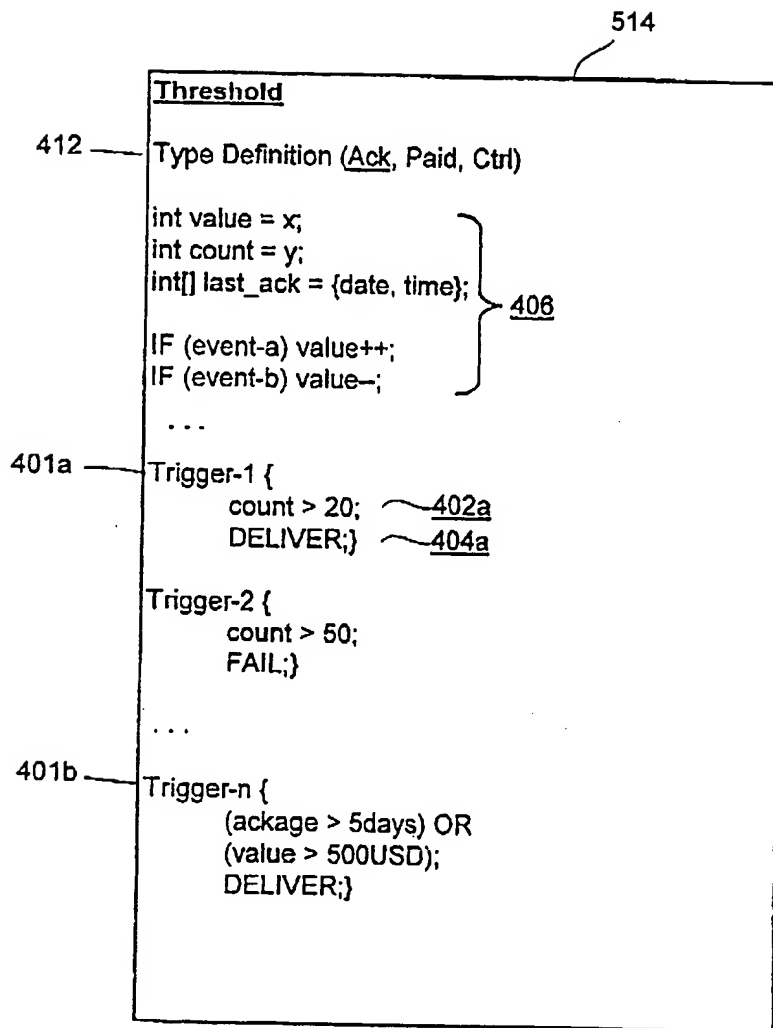 514
Threshold
412 Type Definition (Ack, Paid, Ctrl)
int value = x;
int count = y;
int[] last_ack = {date, time};
406
IF (event-a) value++;
IF (event-b) value–;
. . .
401a Trigger-1 {
count > 20; 402a
DELIVER;} 404a
Trigger-2 {
count > 50;
FAIL;}
. . .
401b Trigger-n {
(ackage > 5days) OR
(value > 500USD);
DELIVER;}